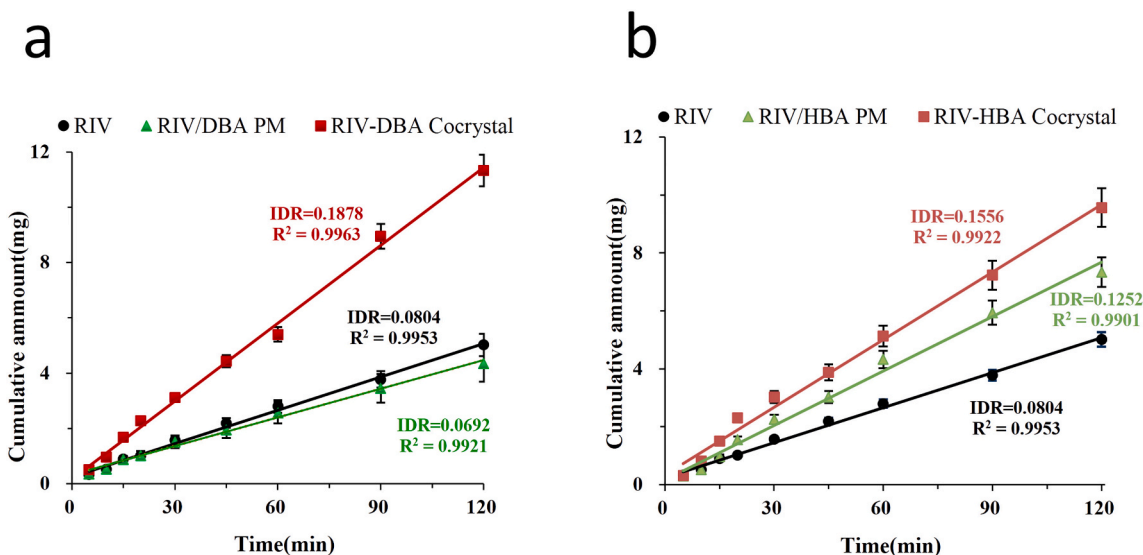 a
RIV RIV/DBA PM RIV-DBA Cocrystal
Cumulative ammount(mg)
12
8
4
0
IDR=0.1878
R² = 0.9963
IDR=0.0804
R² = 0.9953
IDR=0.0692
R² = 0.9921
0 30 60 90 120
Time(min)
b
RIV RIV/HBA PM RIV-HBA Cocrystal
Cumulative ammount(mg)
12
8
4
0
IDR=0.1556
R² = 0.9922
IDR=0.1252
R² = 0.9901
IDR=0.0804
R² = 0.9953
0 30 60 90 120
Time(min)